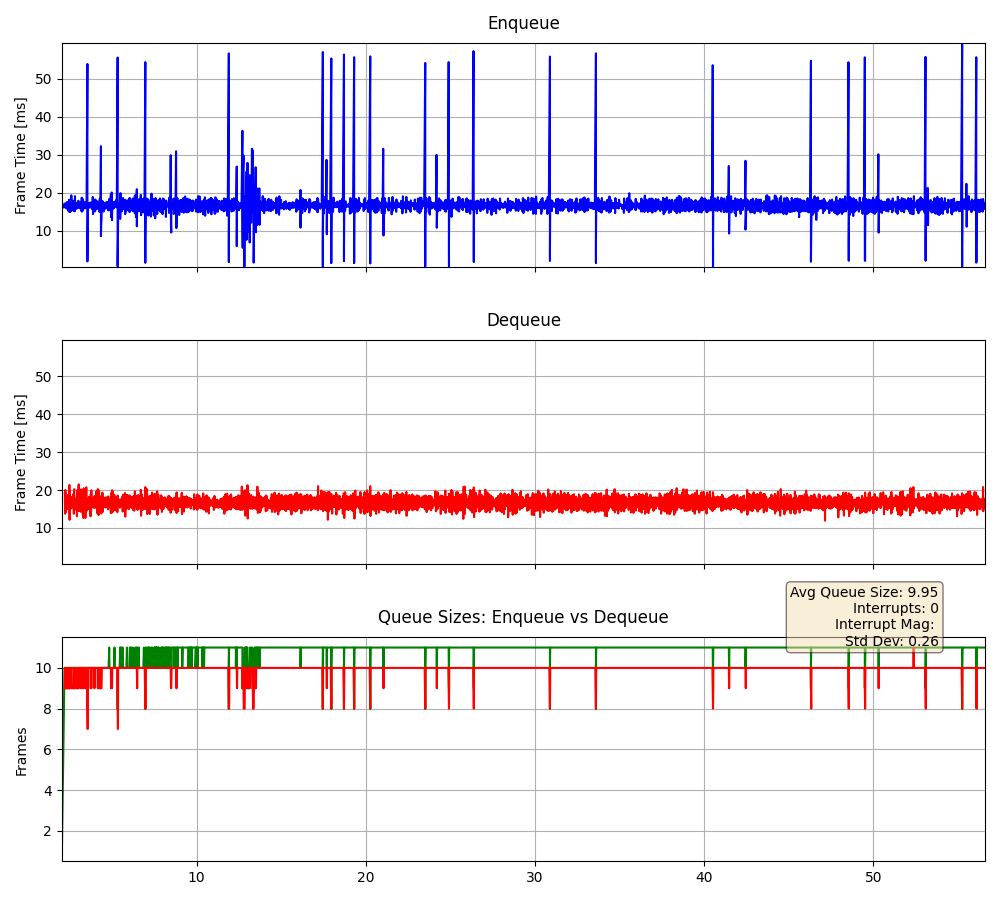 Enqueue
Frame Time [ms]
50
40
30
20
10
Dequeue
Frame Time [ms]
50
40
30
20
10
Avg Queue Size: 9.95
Interrupts: 0
Interrupt Mag:
Std Dev: 0.26
Queue Sizes: Enqueue vs Dequeue
Frames
10
8
6
4
2
10
20
30
40
50